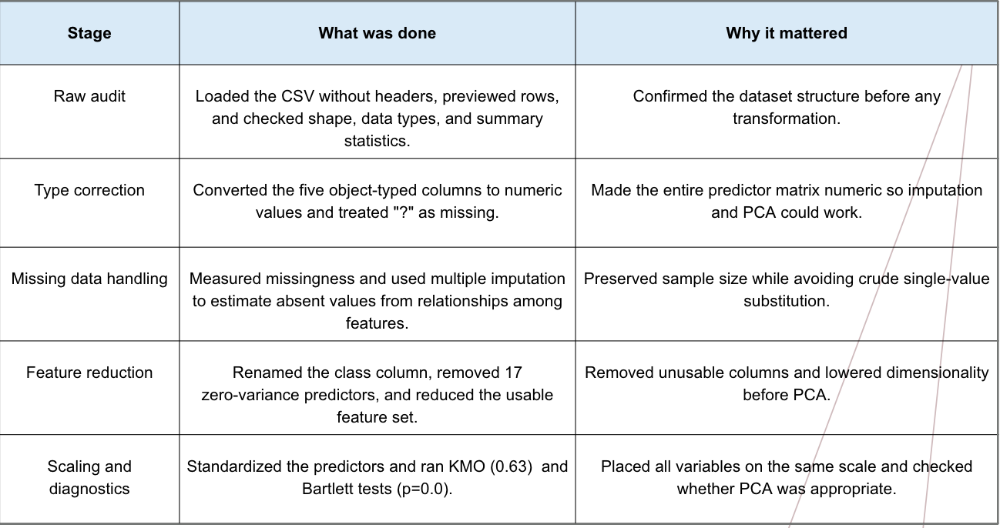 Stage
What was done
Why it mattered
Raw audit
Loaded the CSV without headers, previewed rows,
and checked shape, data types, and summary
statistics.
Confirmed the dataset structure before any
transformation.
Type correction
Converted the five object-typed columns to numeric
values and treated "?" as missing.
Made the entire predictor matrix numeric so imputation
and PCA could work.
Missing data handling
Measured missingness and used multiple imputation
to estimate absent values from relationships among
features.
Preserved sample size while avoiding crude single-value
substitution.
Feature reduction
Renamed the class column, removed 17
zero-variance predictors, and reduced the usable
feature set.
Removed unusable columns and lowered dimensionality
before PCA.
Scaling and
diagnostics
Standardized the predictors and ran KMO (0.63)  and
Bartlett tests (p=0.0).
Placed all variables on the same scale and checked
whether PCA was appropriate.